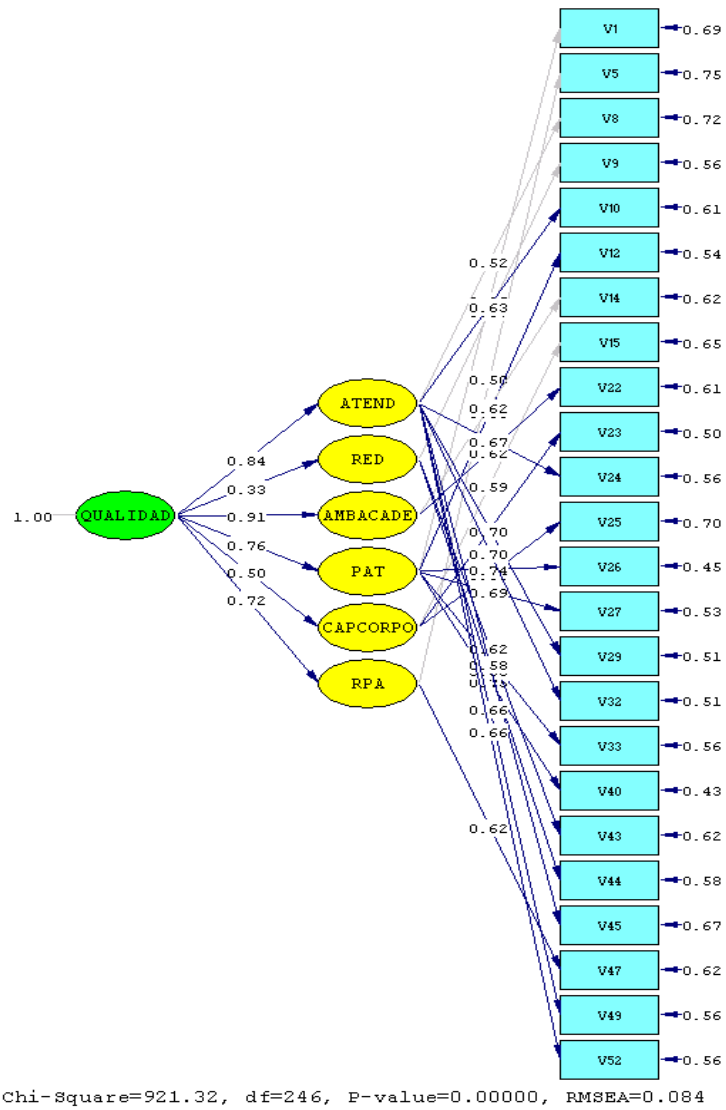 V1 0.69
V5 0.75
V8 0.72
V9 0.56
V10 0.61
V12 0.54
0.52
V14 0.62
0.63
V15 0.65
V22 0.61
0.50
ATEND
0.62
V23 0.50
0.67
0.62
0.84
RED
V24 0.56
0.33
0.59
1.00 QUALIDAD
0.91
AMBACADE
V25 0.70
0.70
0.76
0.70
PAT
V26 0.45
0.74
0.50
0.69
0.72
V27 0.53
CAPCORPO
0.62
V29 0.51
0.58
RPA
V32 0.51
0.66
0.66
V33 0.56
V40 0.43
0.62
V43 0.62
V44 0.58
V45 0.67
V47 0.62
V49 0.56
V52 0.56
Chi-Square=921.32, df=246, P-value=0.00000, RMSEA=0.084